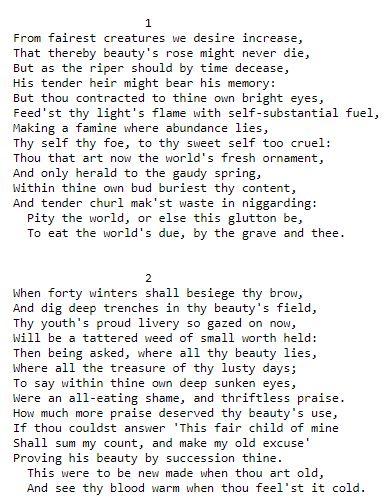 1
From fairest creatures we desire increase,
That thereby beauty's rose might never die,
But as the riper should by time decease,
His tender heir might bear his memory:
But thou contracted to thine own bright eyes,
Feed'st thy light's flame with self-substantial fuel,
Making a famine where abundance lies,
Thy self thy foe, to thy sweet self too cruel:
Thou that art now the world's fresh ornament,
And only herald to the gaudy spring,
Within thine own bud buriest thy content,
And tender churl mak'st waste in niggarding:
Pity the world, or else this glutton be,
To eat the world's due, by the grave and thee.
2
When forty winters shall besiege thy brow,
And dig deep trenches in thy beauty's field,
Thy youth's proud livery so gazed on now,
Will be a tattered weed of small worth held:
Then being asked, where all thy beauty lies,
Where all the treasure of thy lusty days;
To say within thine own deep sunken eyes,
Were an all-eating shame, and thriftless praise.
How much more praise deserved thy beauty's use,
If thou couldst answer 'This fair child of mine
Shall sum my count, and make my old excuse'
Proving his beauty by succession thine.
This were to be new made when thou art old,
And see thy blood warm when thou feel'st it cold.